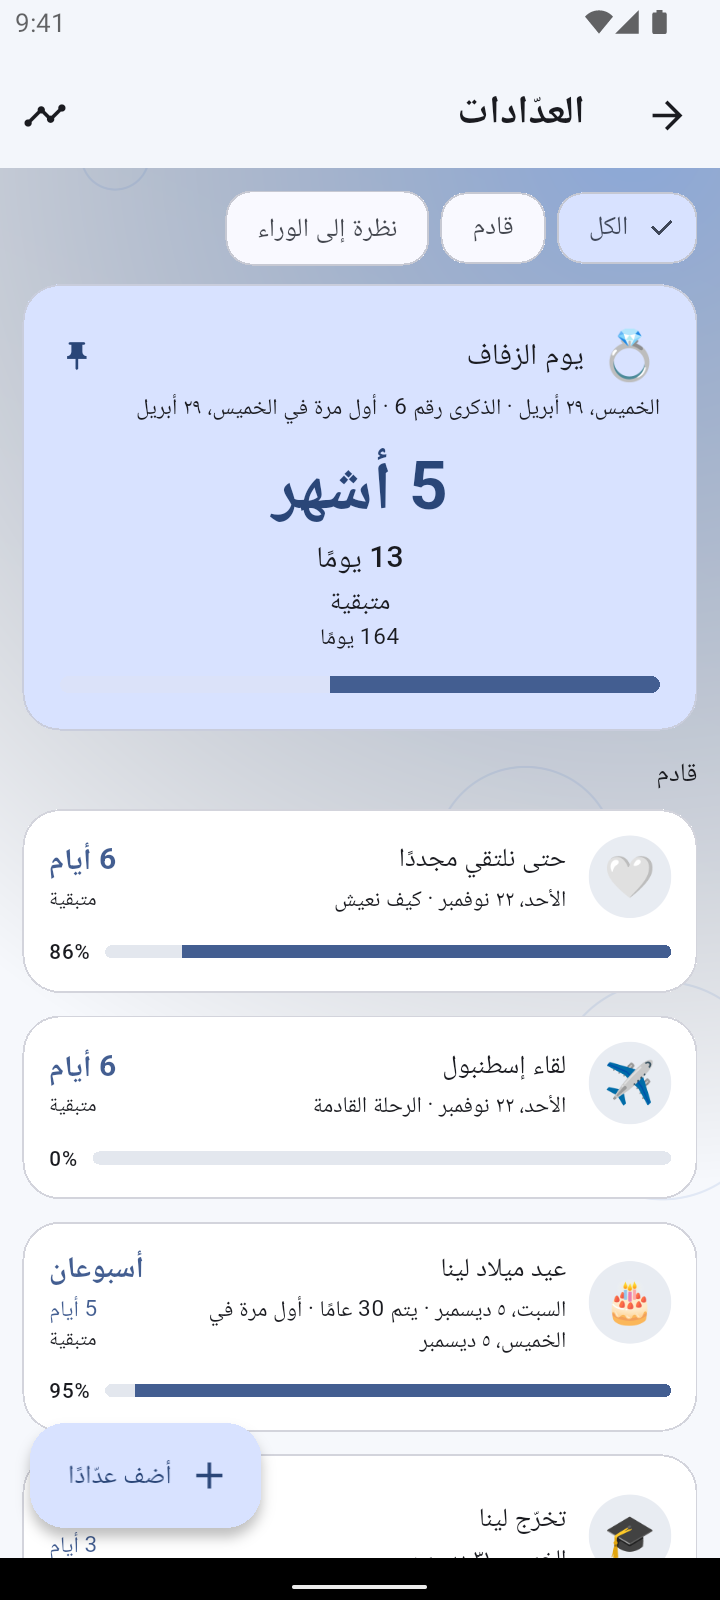 9:41
العدّادات
الكل
قادم
نظرة إلى الوراء
يوم الزفاف
الخميس، ٢٩ أبريل · الذكرى رقم 6 · أول مرة في الخميس، ٢٩ أبريل
5 أشهر
13 يومًا
متبقية
164 يومًا
قادم
حتى نلتقي مجددًا
الأحد، ٢٢ نوفمبر · كيف نعيش
6 أيام
متبقية
86%
لقاء إسطنبول
الأحد، ٢٢ نوفمبر · الرحلة القادمة
6 أيام
متبقية
0%
عيد ميلاد لينا
السبت، ٥ ديسمبر · يتم 30 عامًا · أول مرة في
الخميس، ٥ ديسمبر
أسبوعان
5 أيام
متبقية
95%
تخرّج لينا
3 أيام
أضف عدّادًا